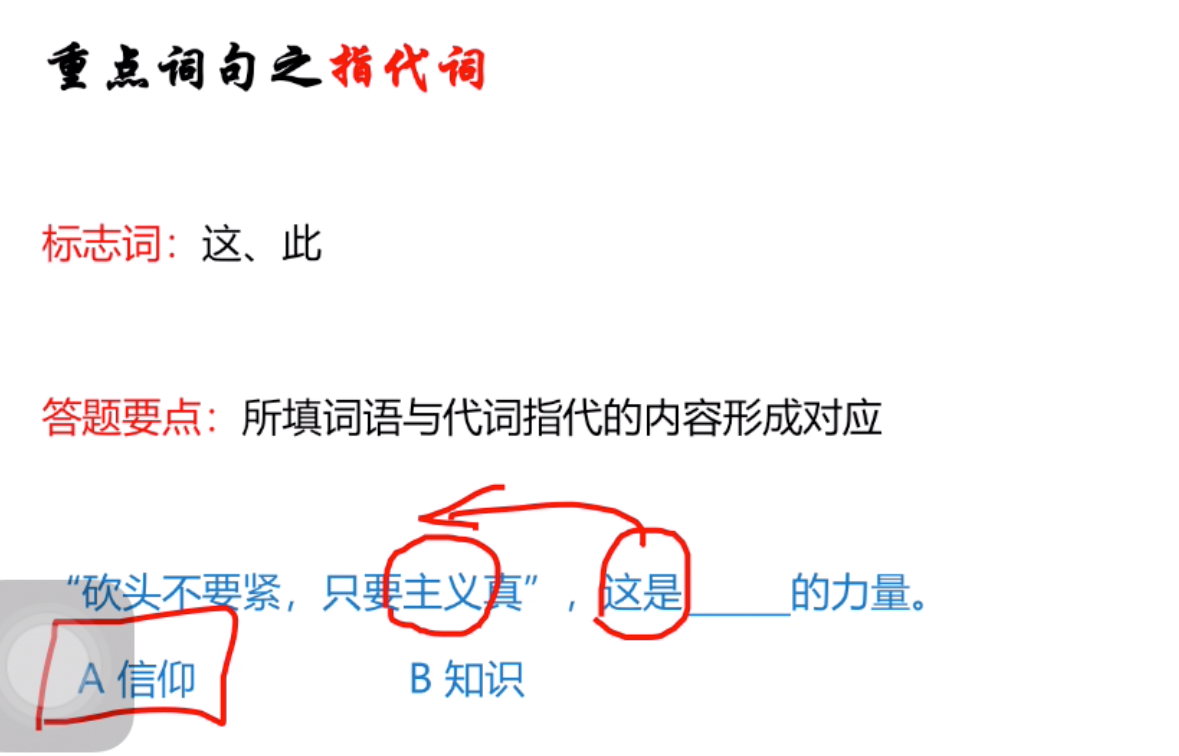 重点词句之指代词
标志词：这、此
答题要点：所填词语与代词指代的内容形成对应
“砍头不要紧，只要主义真”，这是_____的力量。
A 信仰 B 知识